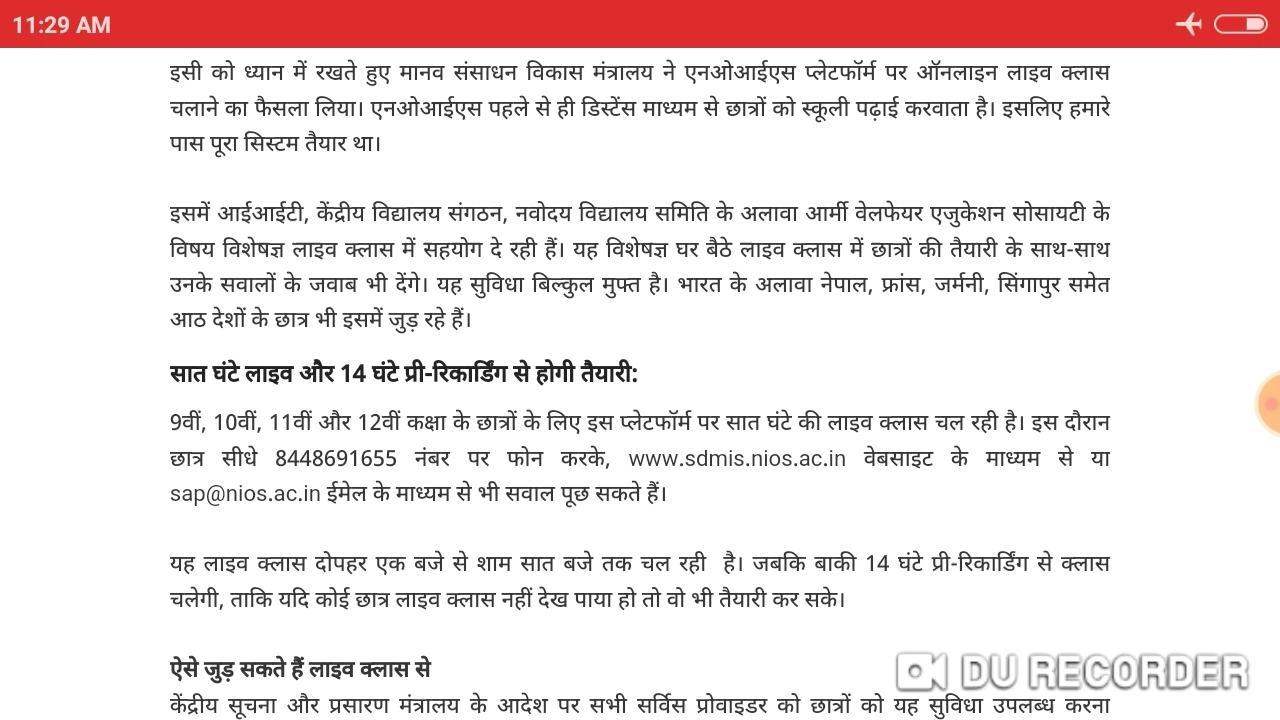 11:29 AM
इसी को ध्यान में रखते हुए मानव संसाधन विकास मंत्रालय ने एनओआईएस प्लेटफॉर्म पर ऑनलाइन लाइव क्लास
चलाने का फैसला लिया। एनओआईएस पहले से ही डिस्टेंस माध्यम से छात्रों को स्कूली पढ़ाई करवाता है। इसलिए हमारे
पास पूरा सिस्टम तैयार था।
इसमें आईआईटी, केंद्रीय विद्यालय संगठन, नवोदय विद्यालय समिति के अलावा आर्मी वेलफेयर एजुकेशन सोसायटी के
विषय विशेषज्ञ लाइव क्लास में सहयोग दे रही हैं। यह विशेषज्ञ घर बैठे लाइव क्लास में छात्रों की तैयारी के साथ-साथ
उनके सवालों के जवाब भी देंगे। यह सुविधा बिल्कुल मुफ्त है। भारत के अलावा नेपाल, फ्रांस, जर्मनी, सिंगापुर समेत
आठ देशों के छात्र भी इसमें जुड़ रहे हैं।
सात घंटे लाइव और 14 घंटे प्री-रिकार्डिंग से होगी तैयारी:
9वीं, 10वीं, 11वीं और 12वीं कक्षा के छात्रों के लिए इस प्लेटफॉर्म पर सात घंटे की लाइव क्लास चल रही है। इस दौरान
छात्र सीधे 8448691655 नंबर पर फोन करके, www.sdmis.nios.ac.in वेबसाइट के माध्यम से या
sap@nios.ac.in ईमेल के माध्यम से भी सवाल पूछ सकते हैं।
यह लाइव क्लास दोपहर एक बजे से शाम सात बजे तक चल रही है। जबकि बाकी 14 घंटे प्री-रिकार्डिंग से क्लास
चलेगी, ताकि यदि कोई छात्र लाइव क्लास नहीं देख पाया हो तो वो भी तैयारी कर सके।
ऐसे जुड़ सकते हैं लाइव क्लास से
DU RECORDER
केंद्रीय सूचना और प्रसारण मंत्रालय के आदेश पर सभी सर्विस प्रोवाइडर को छात्रों को यह सुविधा उपलब्ध करना